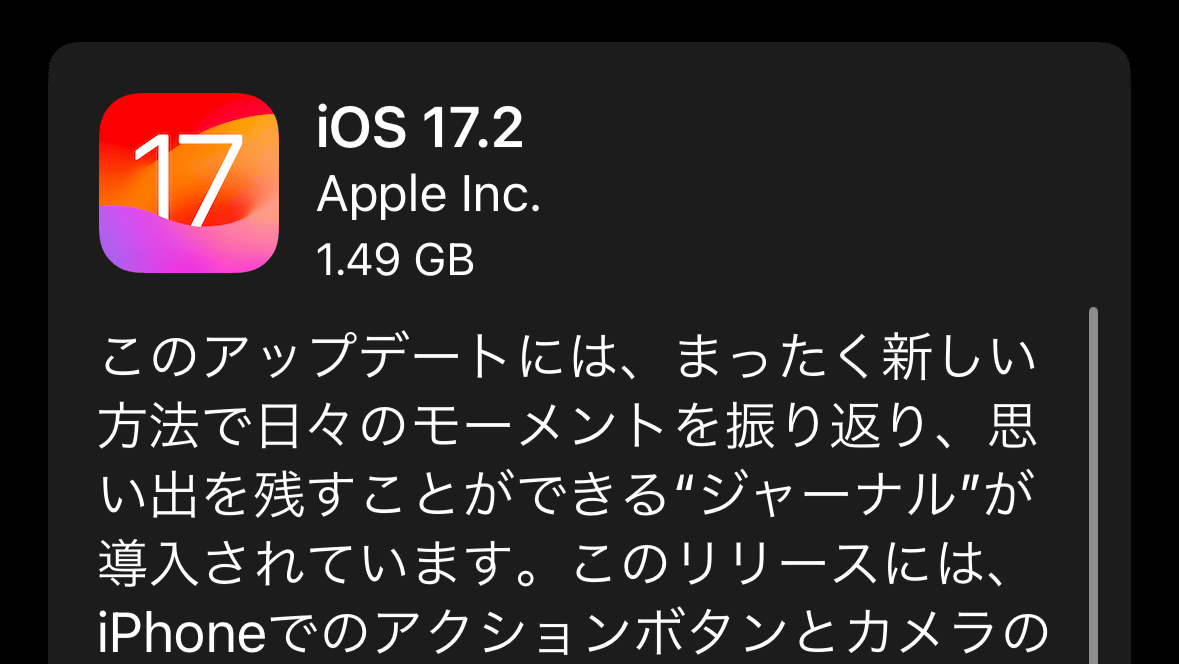 17
iOS 17.2
Apple Inc.
1.49 GB
このアップデートには、まったく新しい
方法で日々のモーメントを振り返り、思
い出を残すことができる“ジャーナル”が
導入されています。このリリースには、
iPhoneでのアクションボタンとカメラの